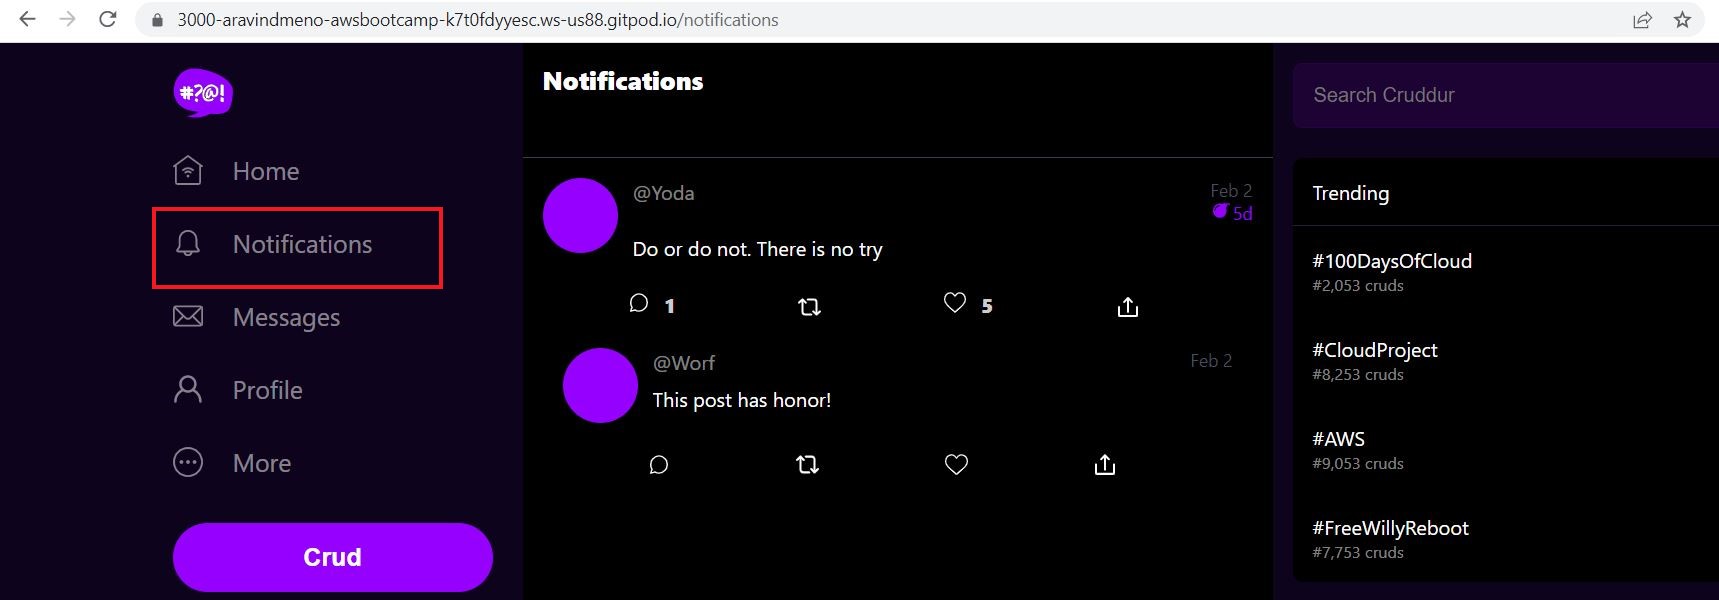 3000-aravindmeno-awsbootcamp-k7t0fdyyesc.ws-us88.gitpod.io/notifications
#?@!
Home
Notifications
Messages
Profile
More
Crud
Notifications
@Yoda
Feb 2
5d
Do or do not. There is no try
1
5
@Worf
Feb 2
This post has honor!
Search Cruddur
Trending
#100DaysOfCloud
#2,053 cruds
#CloudProject
#8,253 cruds
#AWS
#9,053 cruds
#FreeWillyReboot
#7,753 cruds